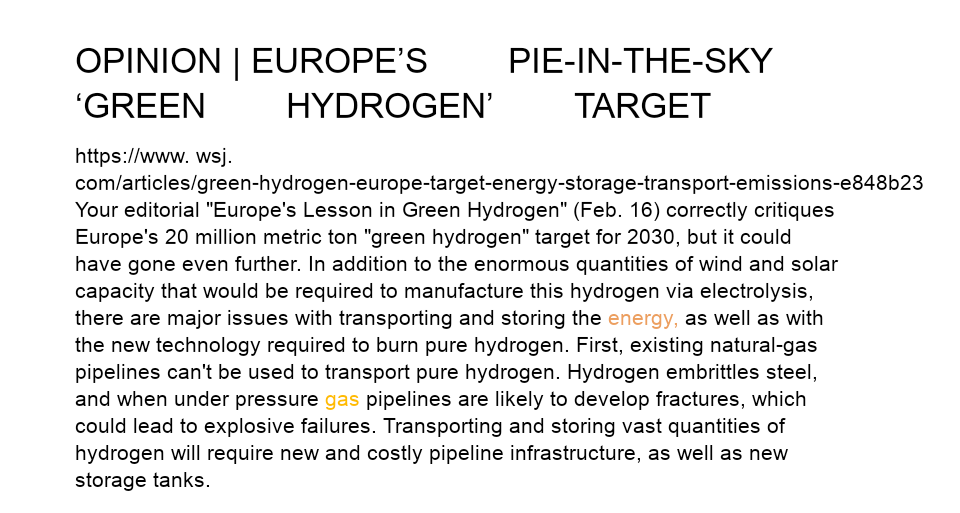 OPINION | EUROPE’S PIE-IN-THE-SKY
‘GREEN HYDROGEN’ TARGET
https://www. wsj.
com/articles/green-hydrogen-europe-target-energy-storage-transport-emissions-e848b23
Your editorial "Europe's Lesson in Green Hydrogen" (Feb. 16) correctly critiques
Europe's 20 million metric ton "green hydrogen" target for 2030, but it could
have gone even further. In addition to the enormous quantities of wind and solar
capacity that would be required to manufacture this hydrogen via electrolysis,
there are major issues with transporting and storing the energy, as well as with
the new technology required to burn pure hydrogen. First, existing natural-gas
pipelines can't be used to transport pure hydrogen. Hydrogen embrittles steel,
and when under pressure gas pipelines are likely to develop fractures, which
could lead to explosive failures. Transporting and storing vast quantities of
hydrogen will require new and costly pipeline infrastructure, as well as new
storage tanks.